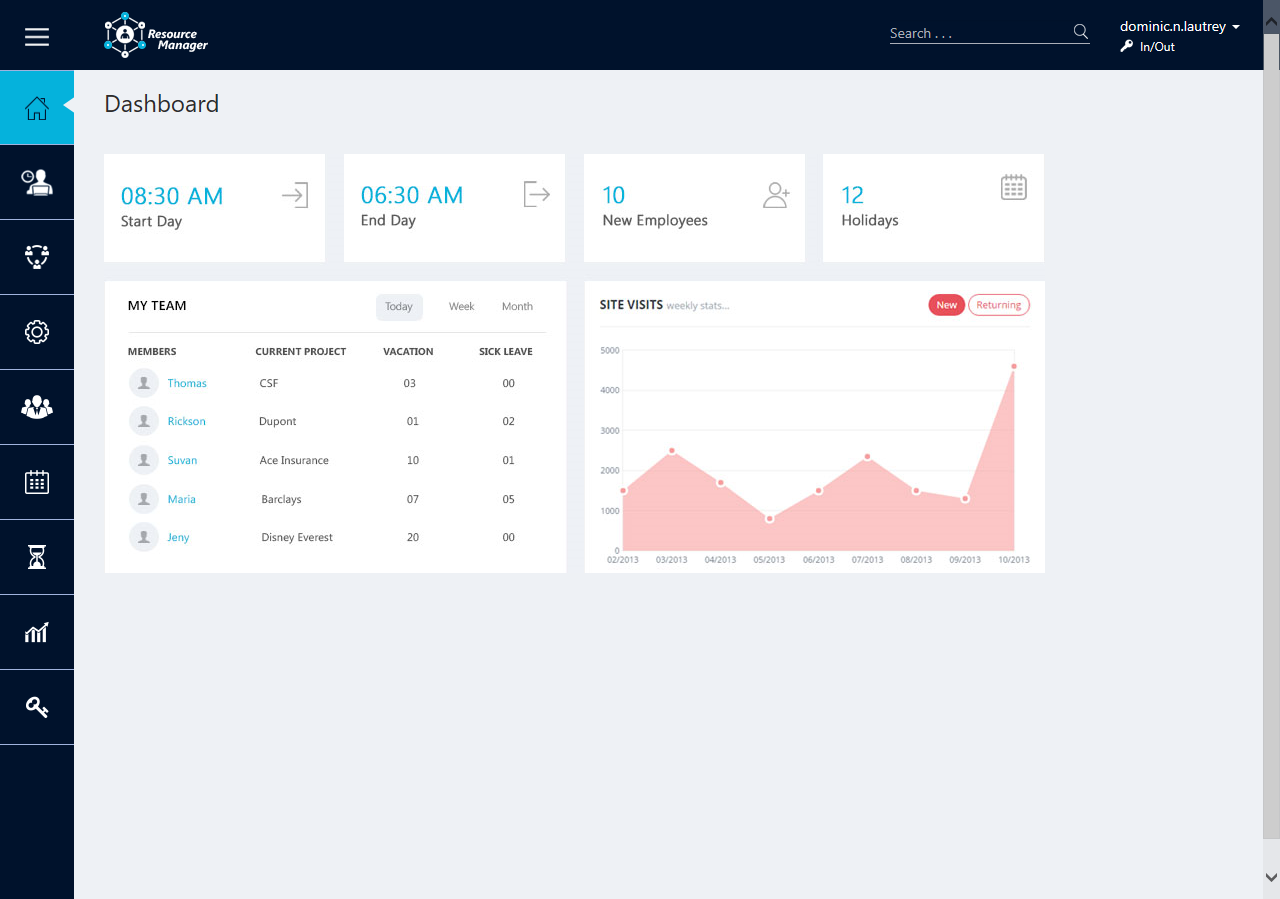 Resource
Manager
Search . . .
dominic.n.lautrey
In/Out
Dashboard
08:30 AM
Start Day
06:30 AM
End Day
10
New Employees
12
Holidays
MY TEAM
Today Week Month
MEMBERS CURRENT PROJECT VACATION SICK LEAVE
Thomas CSF 03 00
Rickson Dupont 01 02
Suvan Ace Insurance 10 01
Maria Barclays 07 05
Jeny Disney Everest 20 00
SITE VISITS weekly stats...
New Returning
5000
4000
3000
2000
1000
0
02/2013 03/2013 04/2013 05/2013 06/2013 07/2013 08/2013 09/2013 10/2013